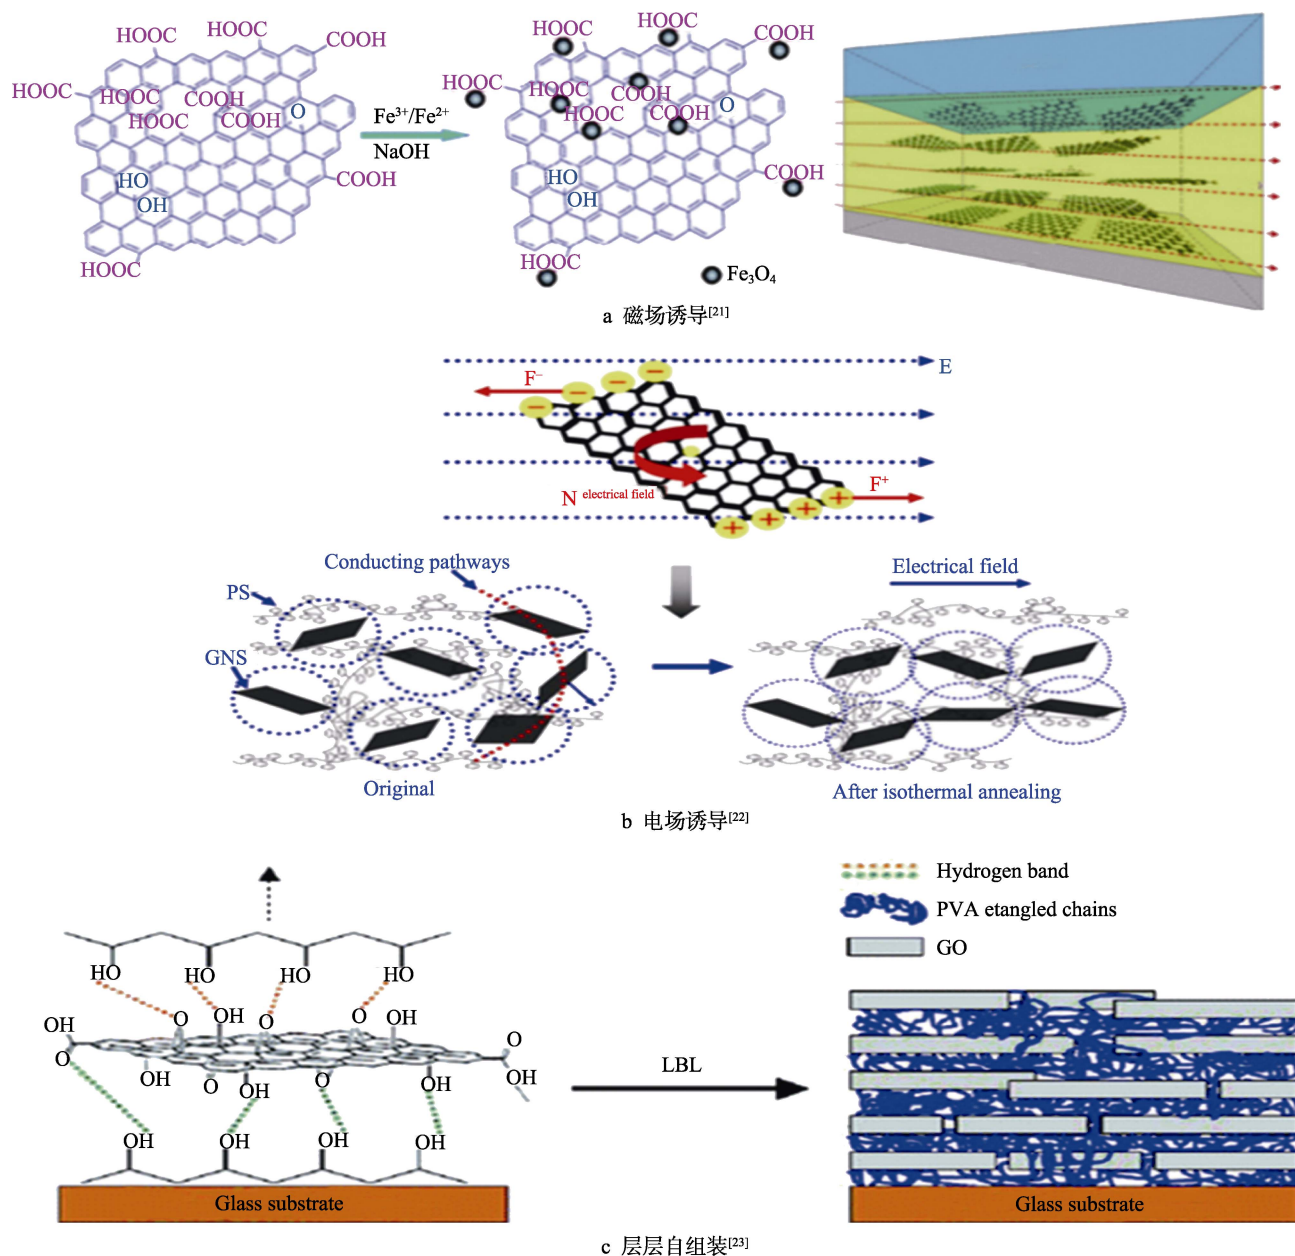 HOOC
HOOC
COOH
HOOC
HOOC
COOH
HOOC
COOH
O
HO
OH
COOH
HOOC
Fe³⁺/Fe²⁺
NaOH
HOOC
HOOC
COOH
HOOC
HOOC
COOH
HOOC
COOH
O
HO
OH
COOH
HOOC
Fe₃O₄
a 磁场诱导[21]
E
F⁻
N electrical field
F⁺
Conducting pathways
PS
GNS
Original
Electrical field
After isothermal annealing
b 电场诱导[22]
Hydrogen band
PVA etangled chains
GO
HO
HO
HO
HO
OH
O
O
OH
O
O
OH
O
OH
OH
O
OH
O
OH
OH
OH
OH
OH
Glass substrate
LBL
Glass substrate
c 层层自组装[23]